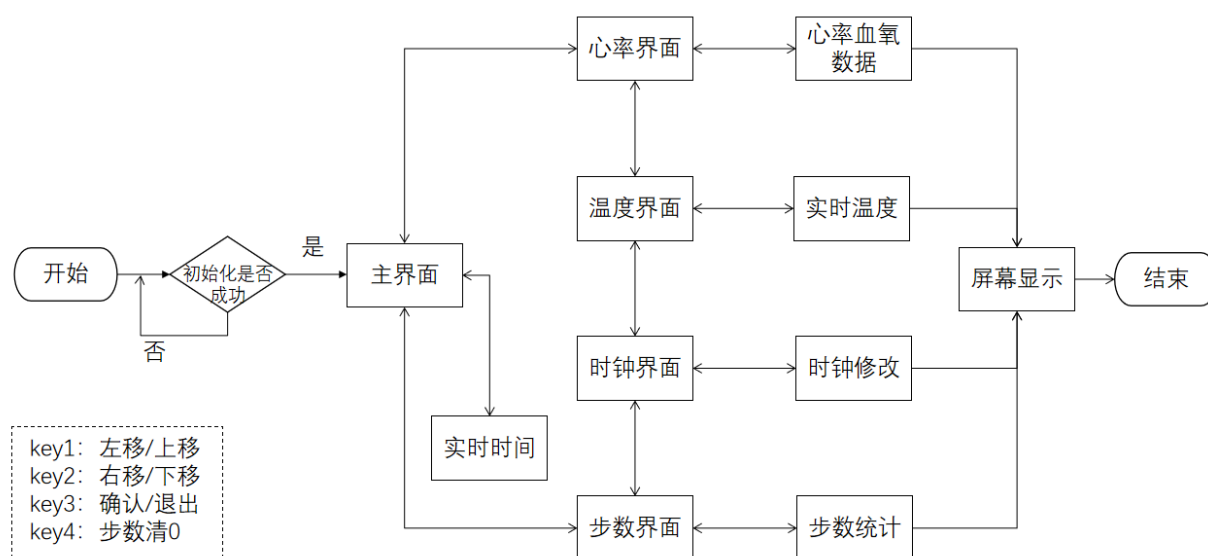 心率界面
心率血氧
数据
温度界面
实时温度
开始
初始化是否
成功
是
否
主界面
屏幕显示
结束
时钟界面
时钟修改
实时时间
步数界面
步数统计
key1：左移/上移
key2：右移/下移
key3：确认/退出
key4：步数清0